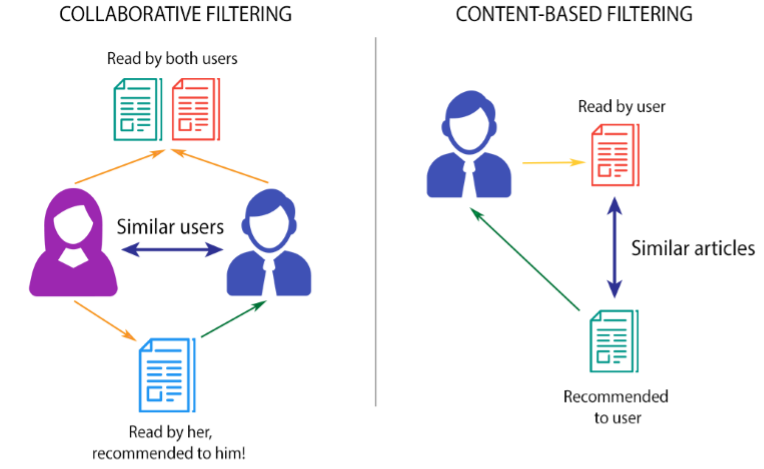 COLLABORATIVE FILTERING
Read by both users
Similar users
Read by her,
recommended to him!
CONTENT-BASED FILTERING
Read by user
Similar articles
Recommended
to user